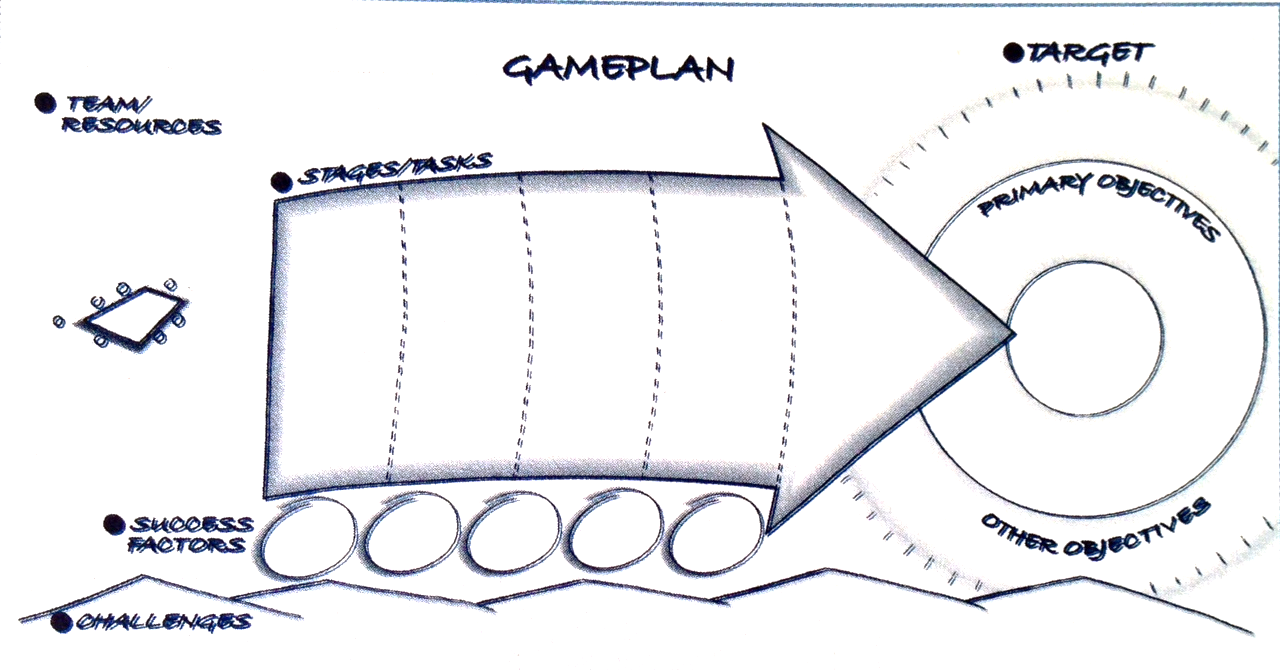 GAMEPLAN
TARGET
TEAM/
RESOURCES
STAGES/TASKS
PRIMARY OBJECTIVES
SUCCESS
FACTORS
OTHER OBJECTIVES
CHALLENGES